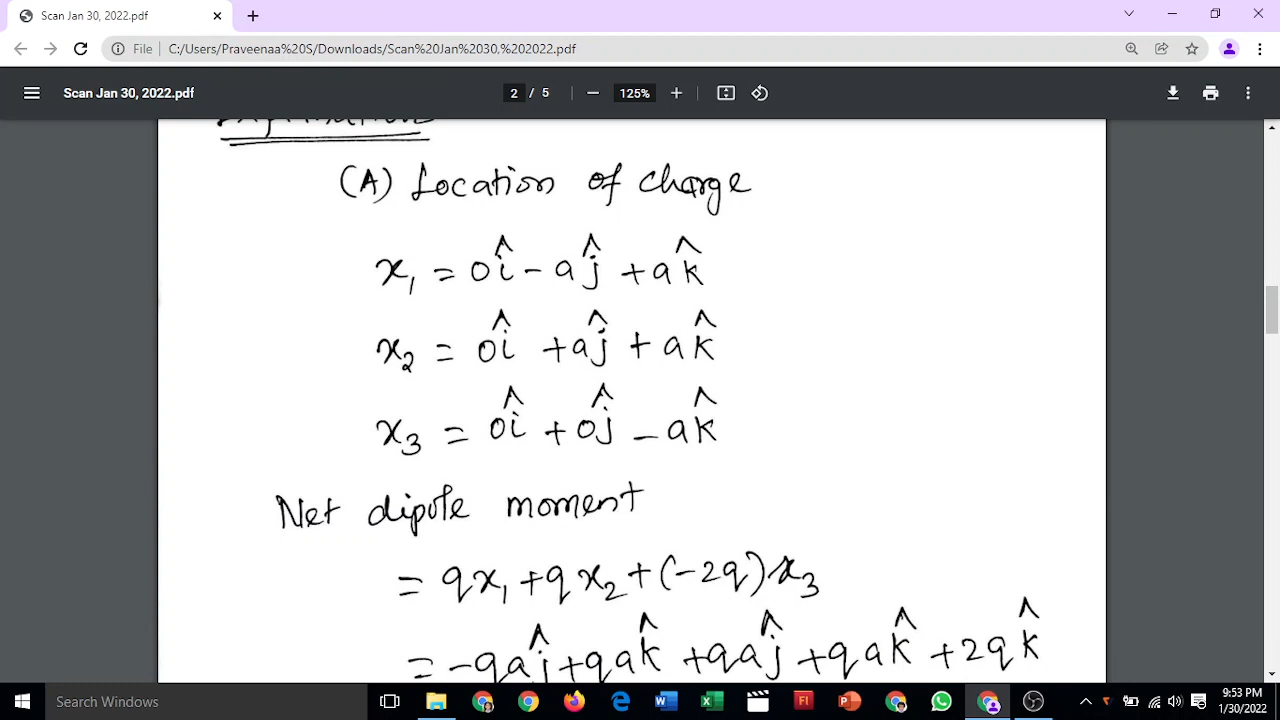 Scan Jan 30, 2022.pdf
File C:/Users/Praveenaa%20S/Downloads/Scan%20Jan%2030,%202022.pdf
Scan Jan 30, 2022.pdf 2 / 5 125%
(A) Location of charge
x₁ = 0î - aĵ + ak̂
x₂ = 0î + aĵ + ak̂
x₃ = 0î + 0ĵ - ak̂
Net dipole moment
= qx₁ + qx₂ + (-2q)x₃
= -qaĵ + qak̂ + qaĵ + qak̂ + 2qk̂
Type here to search
9:53 PM
1/30/2022